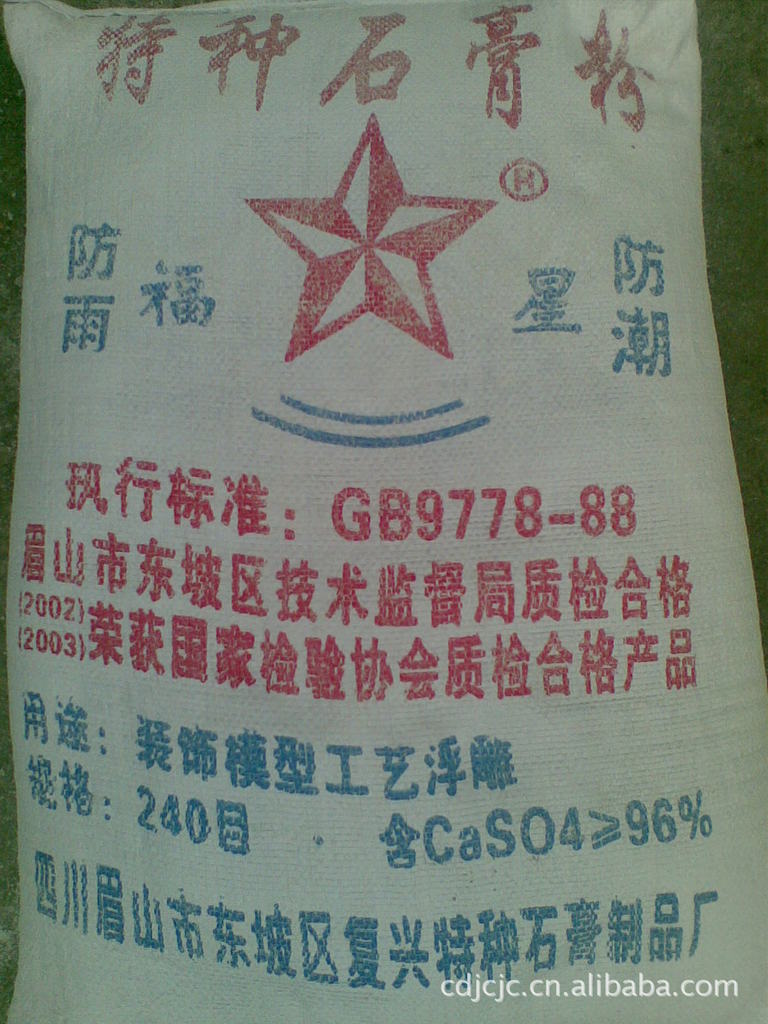 特种石膏粉
®
防雨
福星
防潮
执行标准：GB9778-88
眉山市东坡区技术监督局质检合格
(2002)
(2003)荣获国家检验协会质检合格产品
用途：装饰模型工艺浮雕
规格：240目 含CaSO4≥96%
四川眉山市东坡区复兴特种石膏制品厂
cdjcjc.cn.alibaba.com